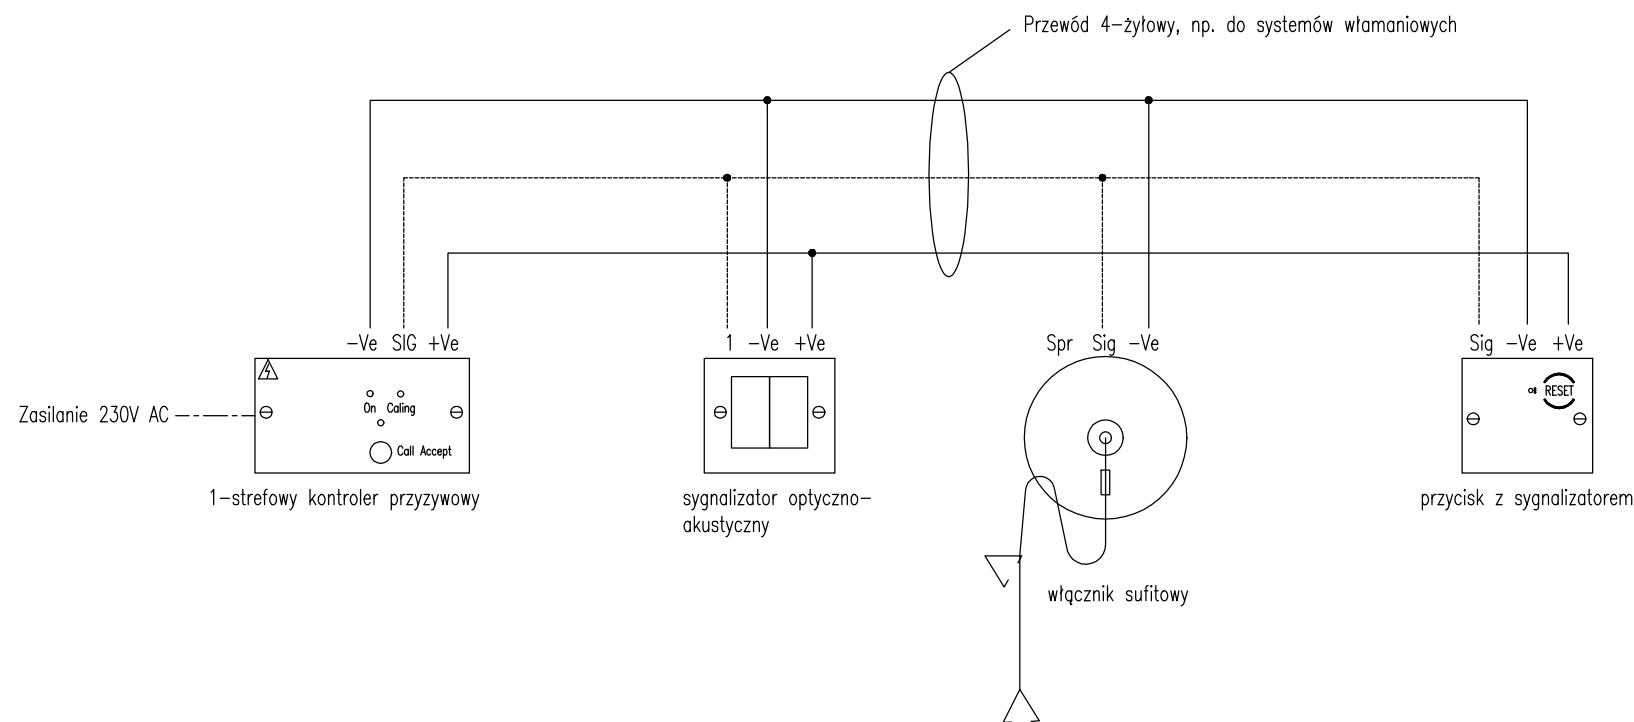 Przewód 4-żyłowy, np. do systemów włamaniowych
-Ve SIG +Ve
1 -Ve +Ve
Spr Sig -Ve
Sig -Ve +Ve
Zasilanie 230V AC
On Caling
Call Accept
RESET
1-strefowy kontroler przyzywowy
sygnalizator optyczno-
akustyczny
włącznik sufitowy
przycisk z sygnalizatorem